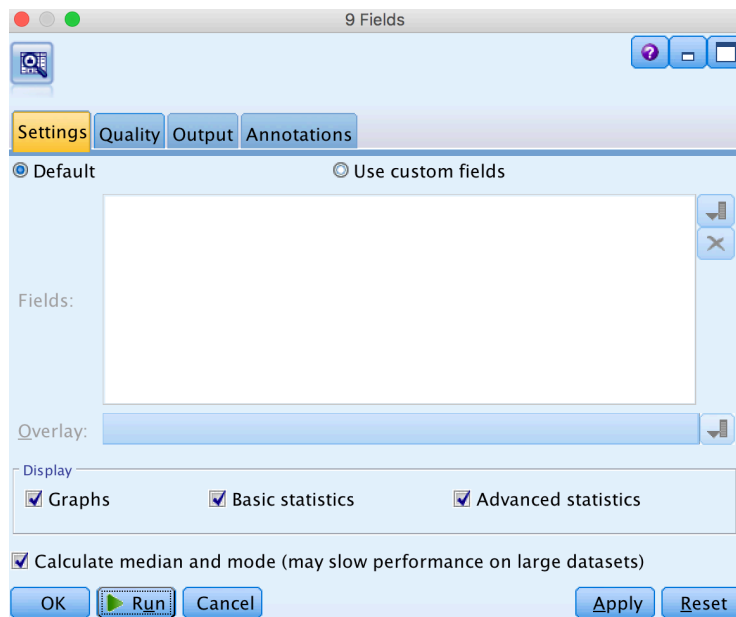 9 Fields
?
Settings Quality Output Annotations
Default Use custom fields
Fields:
Overlay:
Display
Graphs Basic statistics Advanced statistics
Calculate median and mode (may slow performance on large datasets)
OK Run Cancel Apply Reset